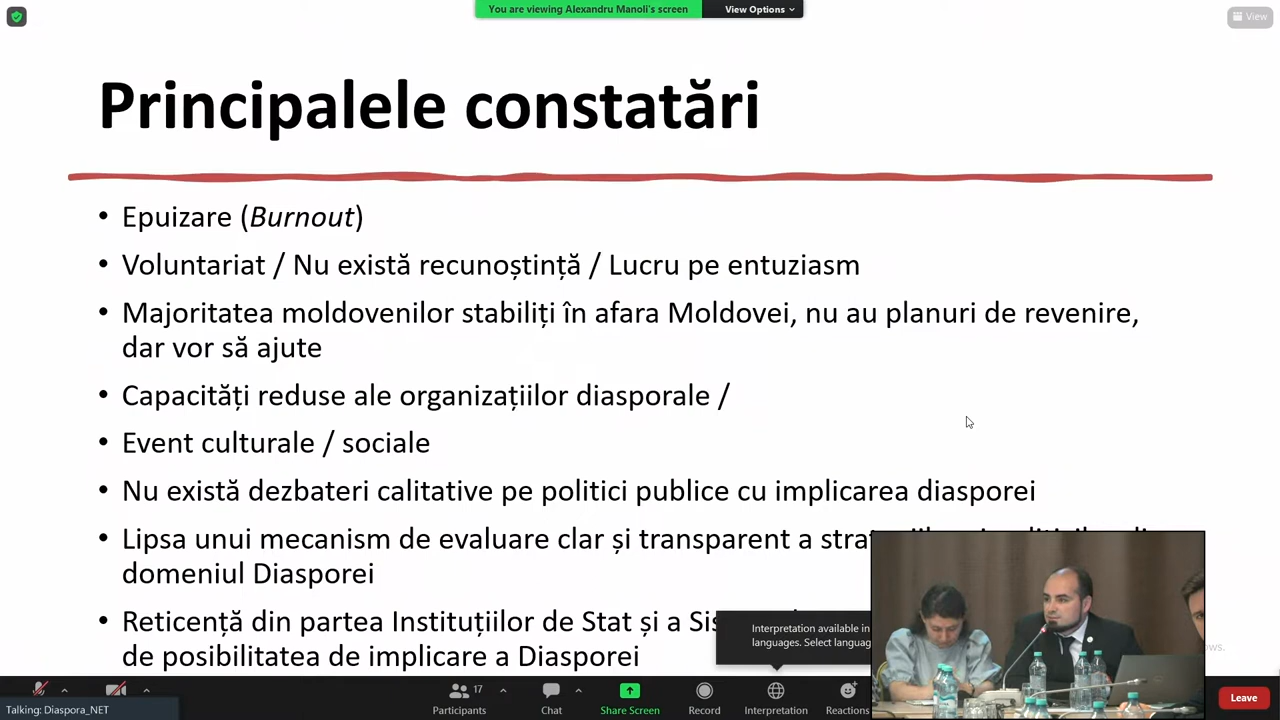 You are viewing Alexandru Manoli's screen
View Options
View
Principalele constatări
• Epuizare (Burnout)
• Voluntariat / Nu există recunoștință / Lucru pe entuziasm
• Majoritatea moldovenilor stabiliți în afara Moldovei, nu au planuri de revenire,
dar vor să ajute
• Capacități reduse ale organizațiilor diasporale /
• Event culturale / sociale
• Nu există dezbateri calitative pe politici publice cu implicarea diasporei
• Lipsa unui mecanism de evaluare clar și transparent a
domeniul Diasporei
• Reticență din partea Instituțiilor de Stat și a
de posibilitatea de implicare a Diasporei
Interpretation available in
languages. Select
Talking: Diaspora_NET
17
Participants
Chat
Share Screen
Record
Interpretation
Reactions
Leave